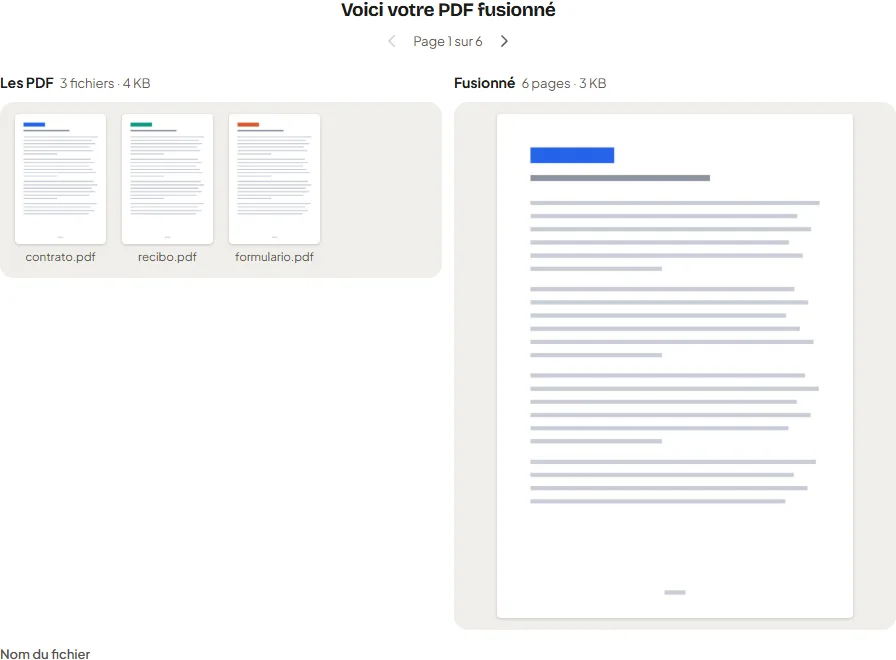 Voici votre PDF fusionné
Page 1 sur 6
Les PDF 3 fichiers · 4 KB
contrato.pdf
recibo.pdf
formulario.pdf
Fusionné 6 pages · 3 KB
Nom du fichier